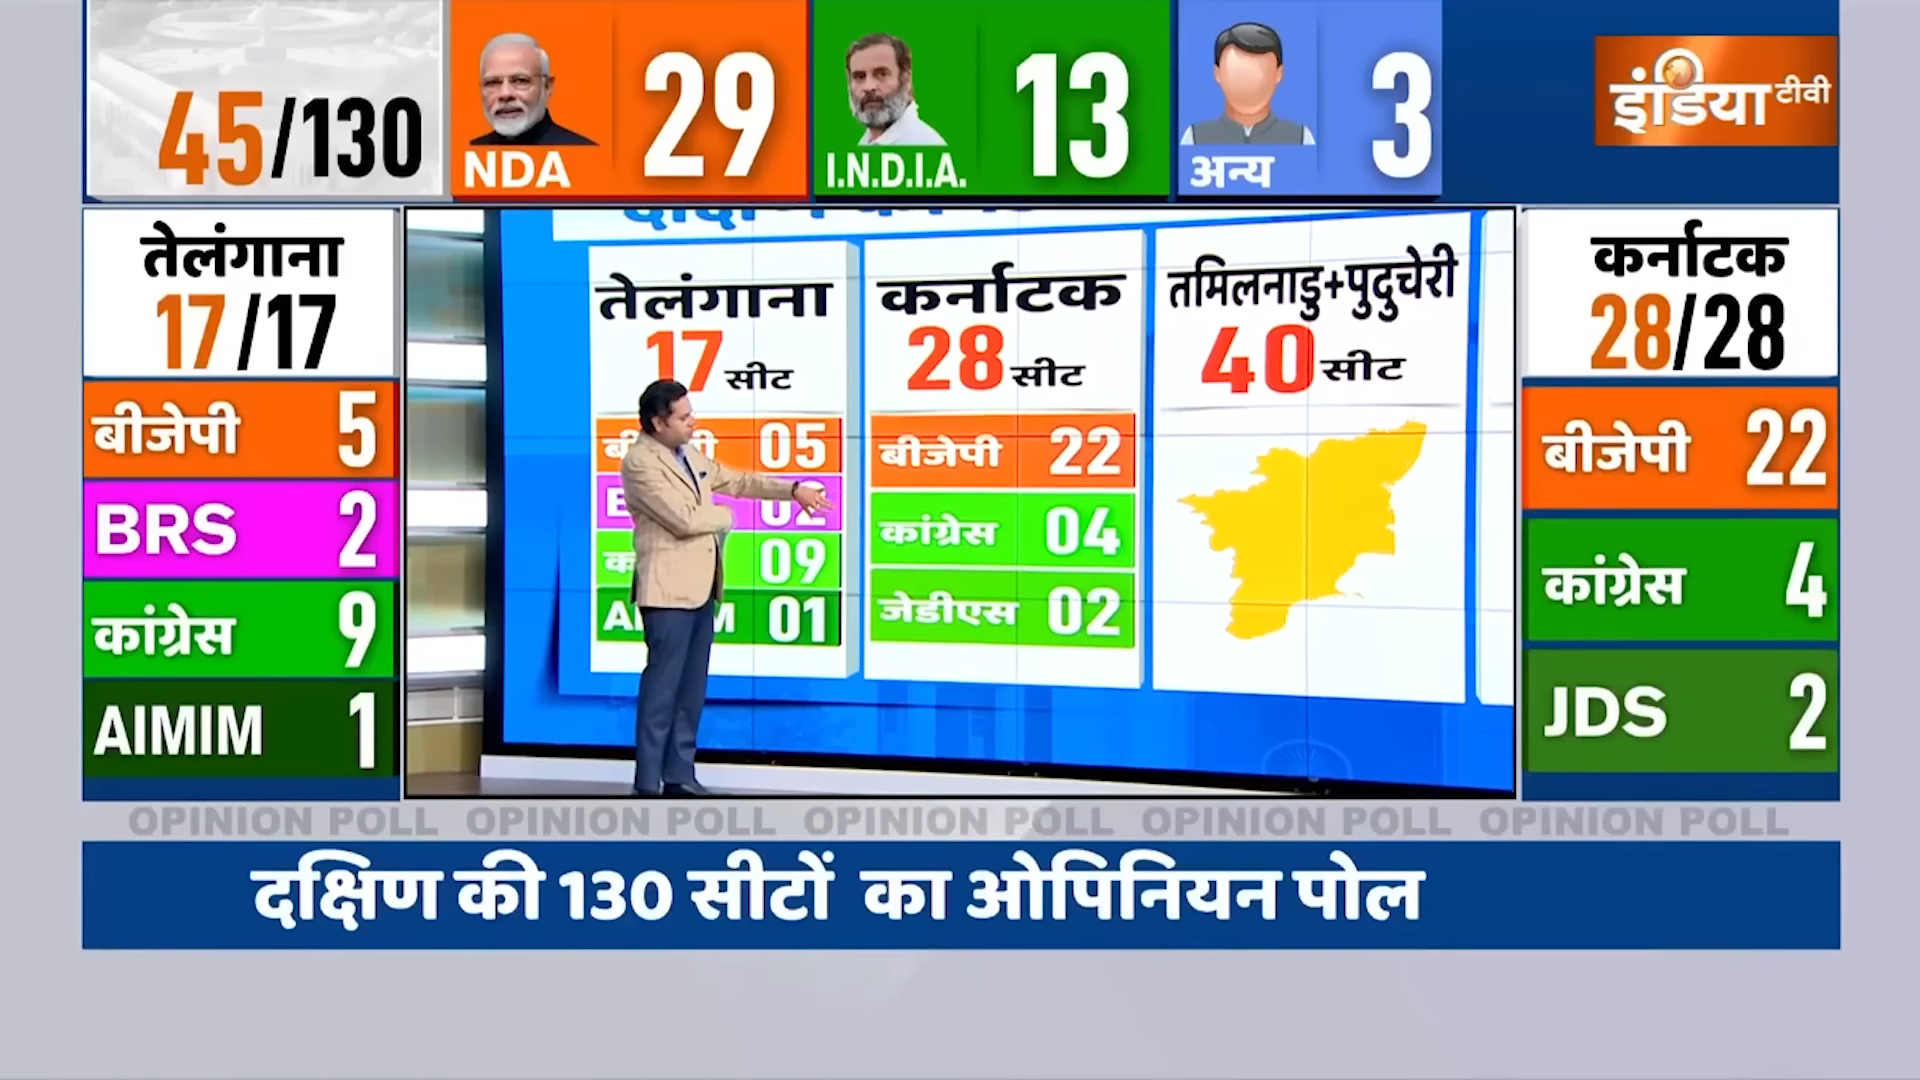 45/130
NDA
29
I.N.D.I.A.
13
अन्य
3
इंडिया टीवी
तेलंगाना
17/17
बीजेपी 5
BRS 2
कांग्रेस 9
AIMIM 1
तेलंगाना
17 सीट
05
02
09
01
कर्नाटक
28 सीट
बीजेपी 22
कांग्रेस 04
जेडीएस 02
तमिलनाडु+पुदुचेरी
40 सीट
कर्नाटक
28/28
बीजेपी 22
कांग्रेस 4
JDS 2
OPINION POLL OPINION POLL OPINION POLL OPINION POLL OPINION POLL
दक्षिण की 130 सीटों का ओपिनियन पोल